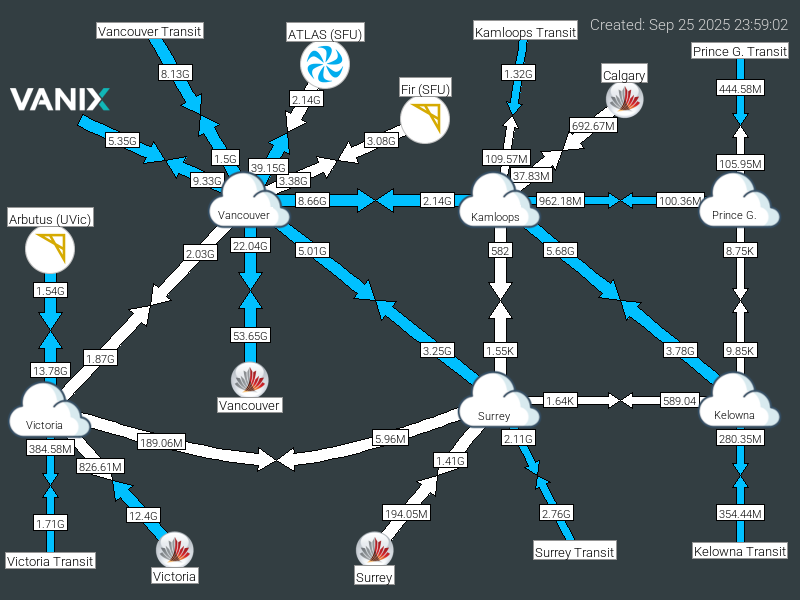 Created: Sep 25 2025 23:59:02
Vancouver Transit
ATLAS (SFU)
Kamloops Transit
Prince G. Transit
8.13G
1.32G
Calgary
444.58M
VANIX
2.14G
Fir (SFU)
5.35G
3.08G
692.67M
1.5G
109.57M
105.95M
39.15G
9.33G
3.38G
37.83M
8.66G
2.14G
962.18M
100.36M
Vancouver
Kamloops
Prince G.
Arbutus (UVic)
2.03G
22.04G
5.01G
582
5.68G
8.75K
1.54G
53.65G
13.78G
1.87G
3.25G
1.55K
3.78G
9.85K
Vancouver
1.64K
589.04
Victoria
Surrey
Kelowna
384.58M
189.06M
5.96M
2.11G
280.35M
826.61M
1.41G
1.71G
12.4G
194.05M
2.76G
354.44M
Victoria Transit
Victoria
Surrey
Surrey Transit
Kelowna Transit